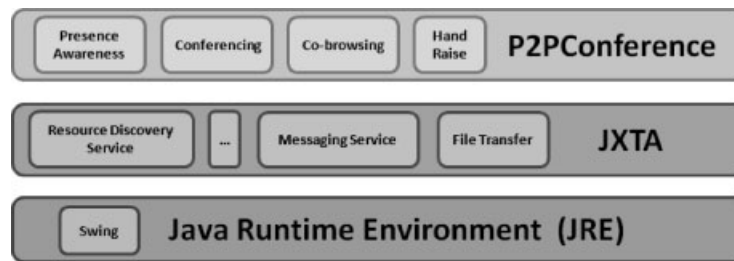 Presence
Awareness
Conferencing
Co-browsing
Hand
Raise
P2PConference
Resource Discovery
Service
...
Messaging Service
File Transfer
JXTA
Swing
Java Runtime Environment (JRE)